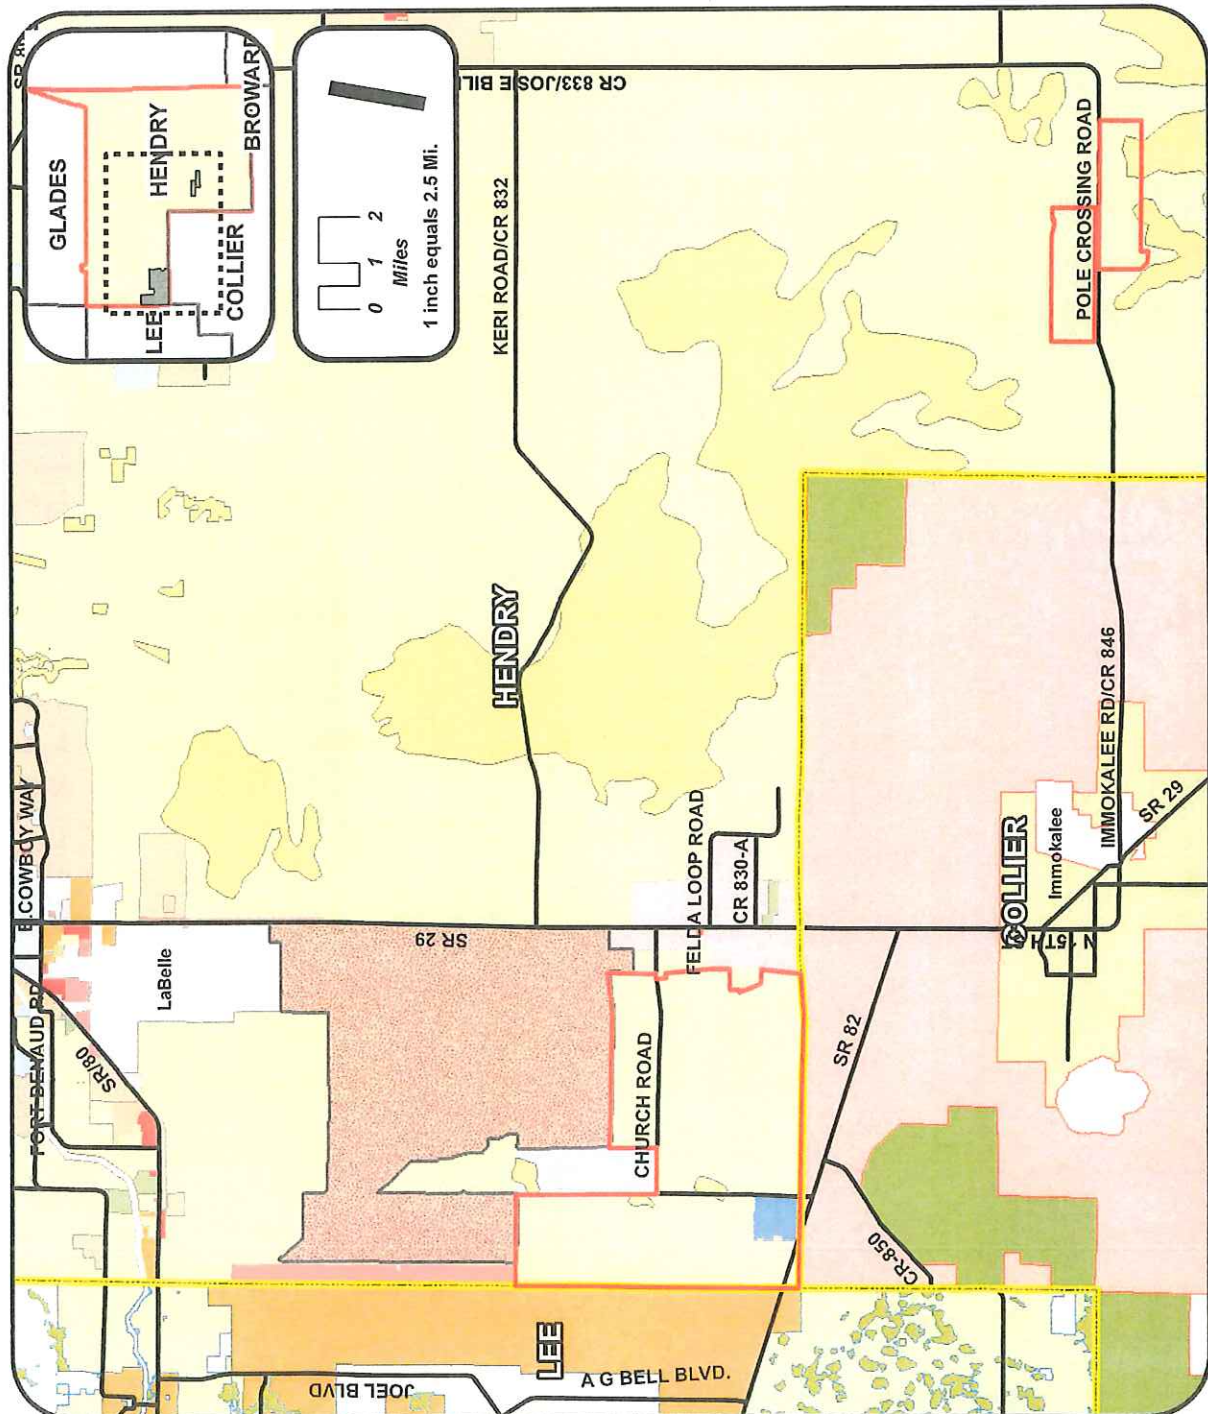 SR 80
GLADES
HENDRY
BROWARD
LEE
COLLIER
0 1 2
Miles
1 inch equals 2.5 Mi.
CR 833/JOSIE BIL
KERI ROAD/CR 832
POLE CROSSING ROAD
E.COWBOY WAY
HENDRY
FELDA LOOP ROAD
CR 830-A
IMMOKALEE RD/CR 846
SR 29
COLLIER
Immokalee
N 15TH
SR 29
LaBelle
FORT DENAUD RD
SR/80
CHURCH ROAD
SR 82
CR-850
LEE
JOEL BLVD
A G BELL BLVD.